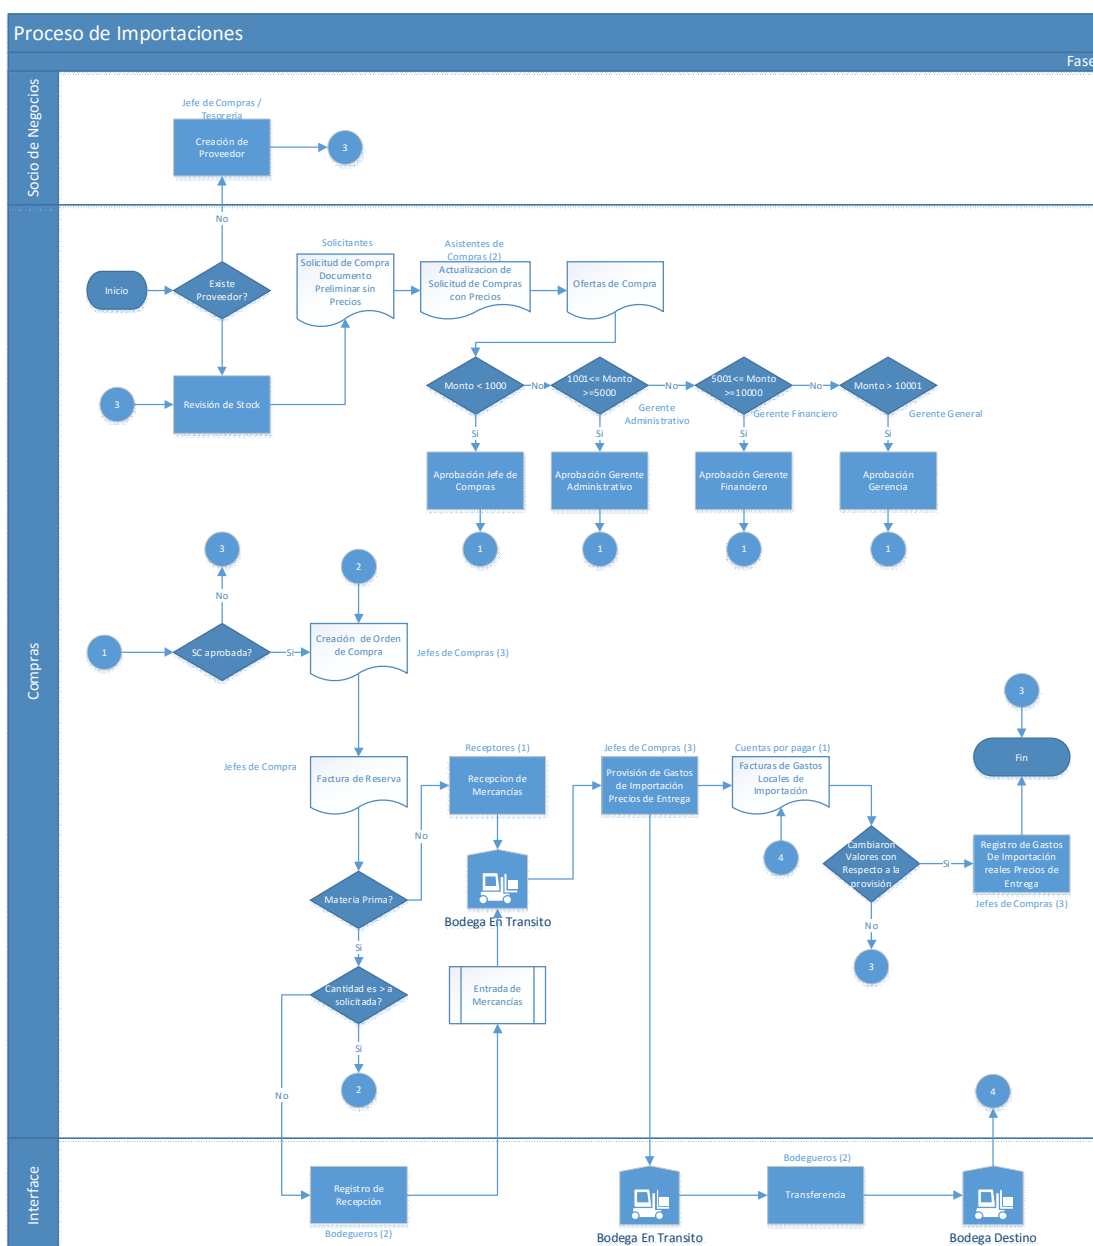 Proceso de Importaciones
Fase
Socio de Negocios
Jefe de Compras /
Tesorería
Creación de
Proveedor
3
No
Compras
Inicio
Existe
Proveedor?
Solicitantes
Solicitud de Compra
Documento
Preliminar sin
Precios
Asistentes de
Compras (2)
Actualizacion de
Solicitud de Compras
con Precios
Ofertas de Compra
3
Revisión de Stock
Monto < 1000
No
1001<= Monto
>=5000
No
5001<= Monto
>=10000
No
Monto > 10001
Gerente
Administrativo
Gerente Financiero
Gerente General
Si
Si
Si
Si
Aprobación Jefe de
Compras
Aprobación Gerente
Administrativo
Aprobación Gerente
Financiero
Aprobación
Gerencia
1
1
1
1
3
No
2
1
SC aprobada?
Si
Creación de Orden
de Compra
Jefes de Compras (3)
Jefes de Compra
Factura de Reserva
Receptores (1)
Recepcion de
Mercancías
Jefes de Compras (3)
Provisión de Gastos
de Importación
Precios de Entrega
Cuentas por pagar (1)
Facturas de Gastos
Locales de
Importación
3
Fin
No
4
Cambiaron
Valores con
Respecto a la
provisión
Si
Registro de Gastos
De Importación
reales Precios de
Entrega
Jefes de Compras (3)
Materia Prima?
Bodega En Transito
No
3
Si
Cantidad es > a
solicitada?
Entrada de
Mercancías
Si
No
2
4
Interface
Registro de
Recepción
Bodegueros (2)
Bodega En Transito
Bodegueros (2)
Transferencia
Bodega Destino